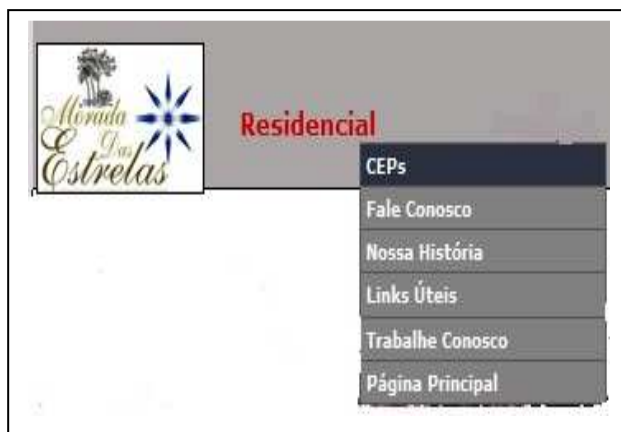 Morada
Das
Estrelas
Residencial
CEPs
Fale Conosco
Nossa História
Links Úteis
Trabalhe Conosco
Página Principal